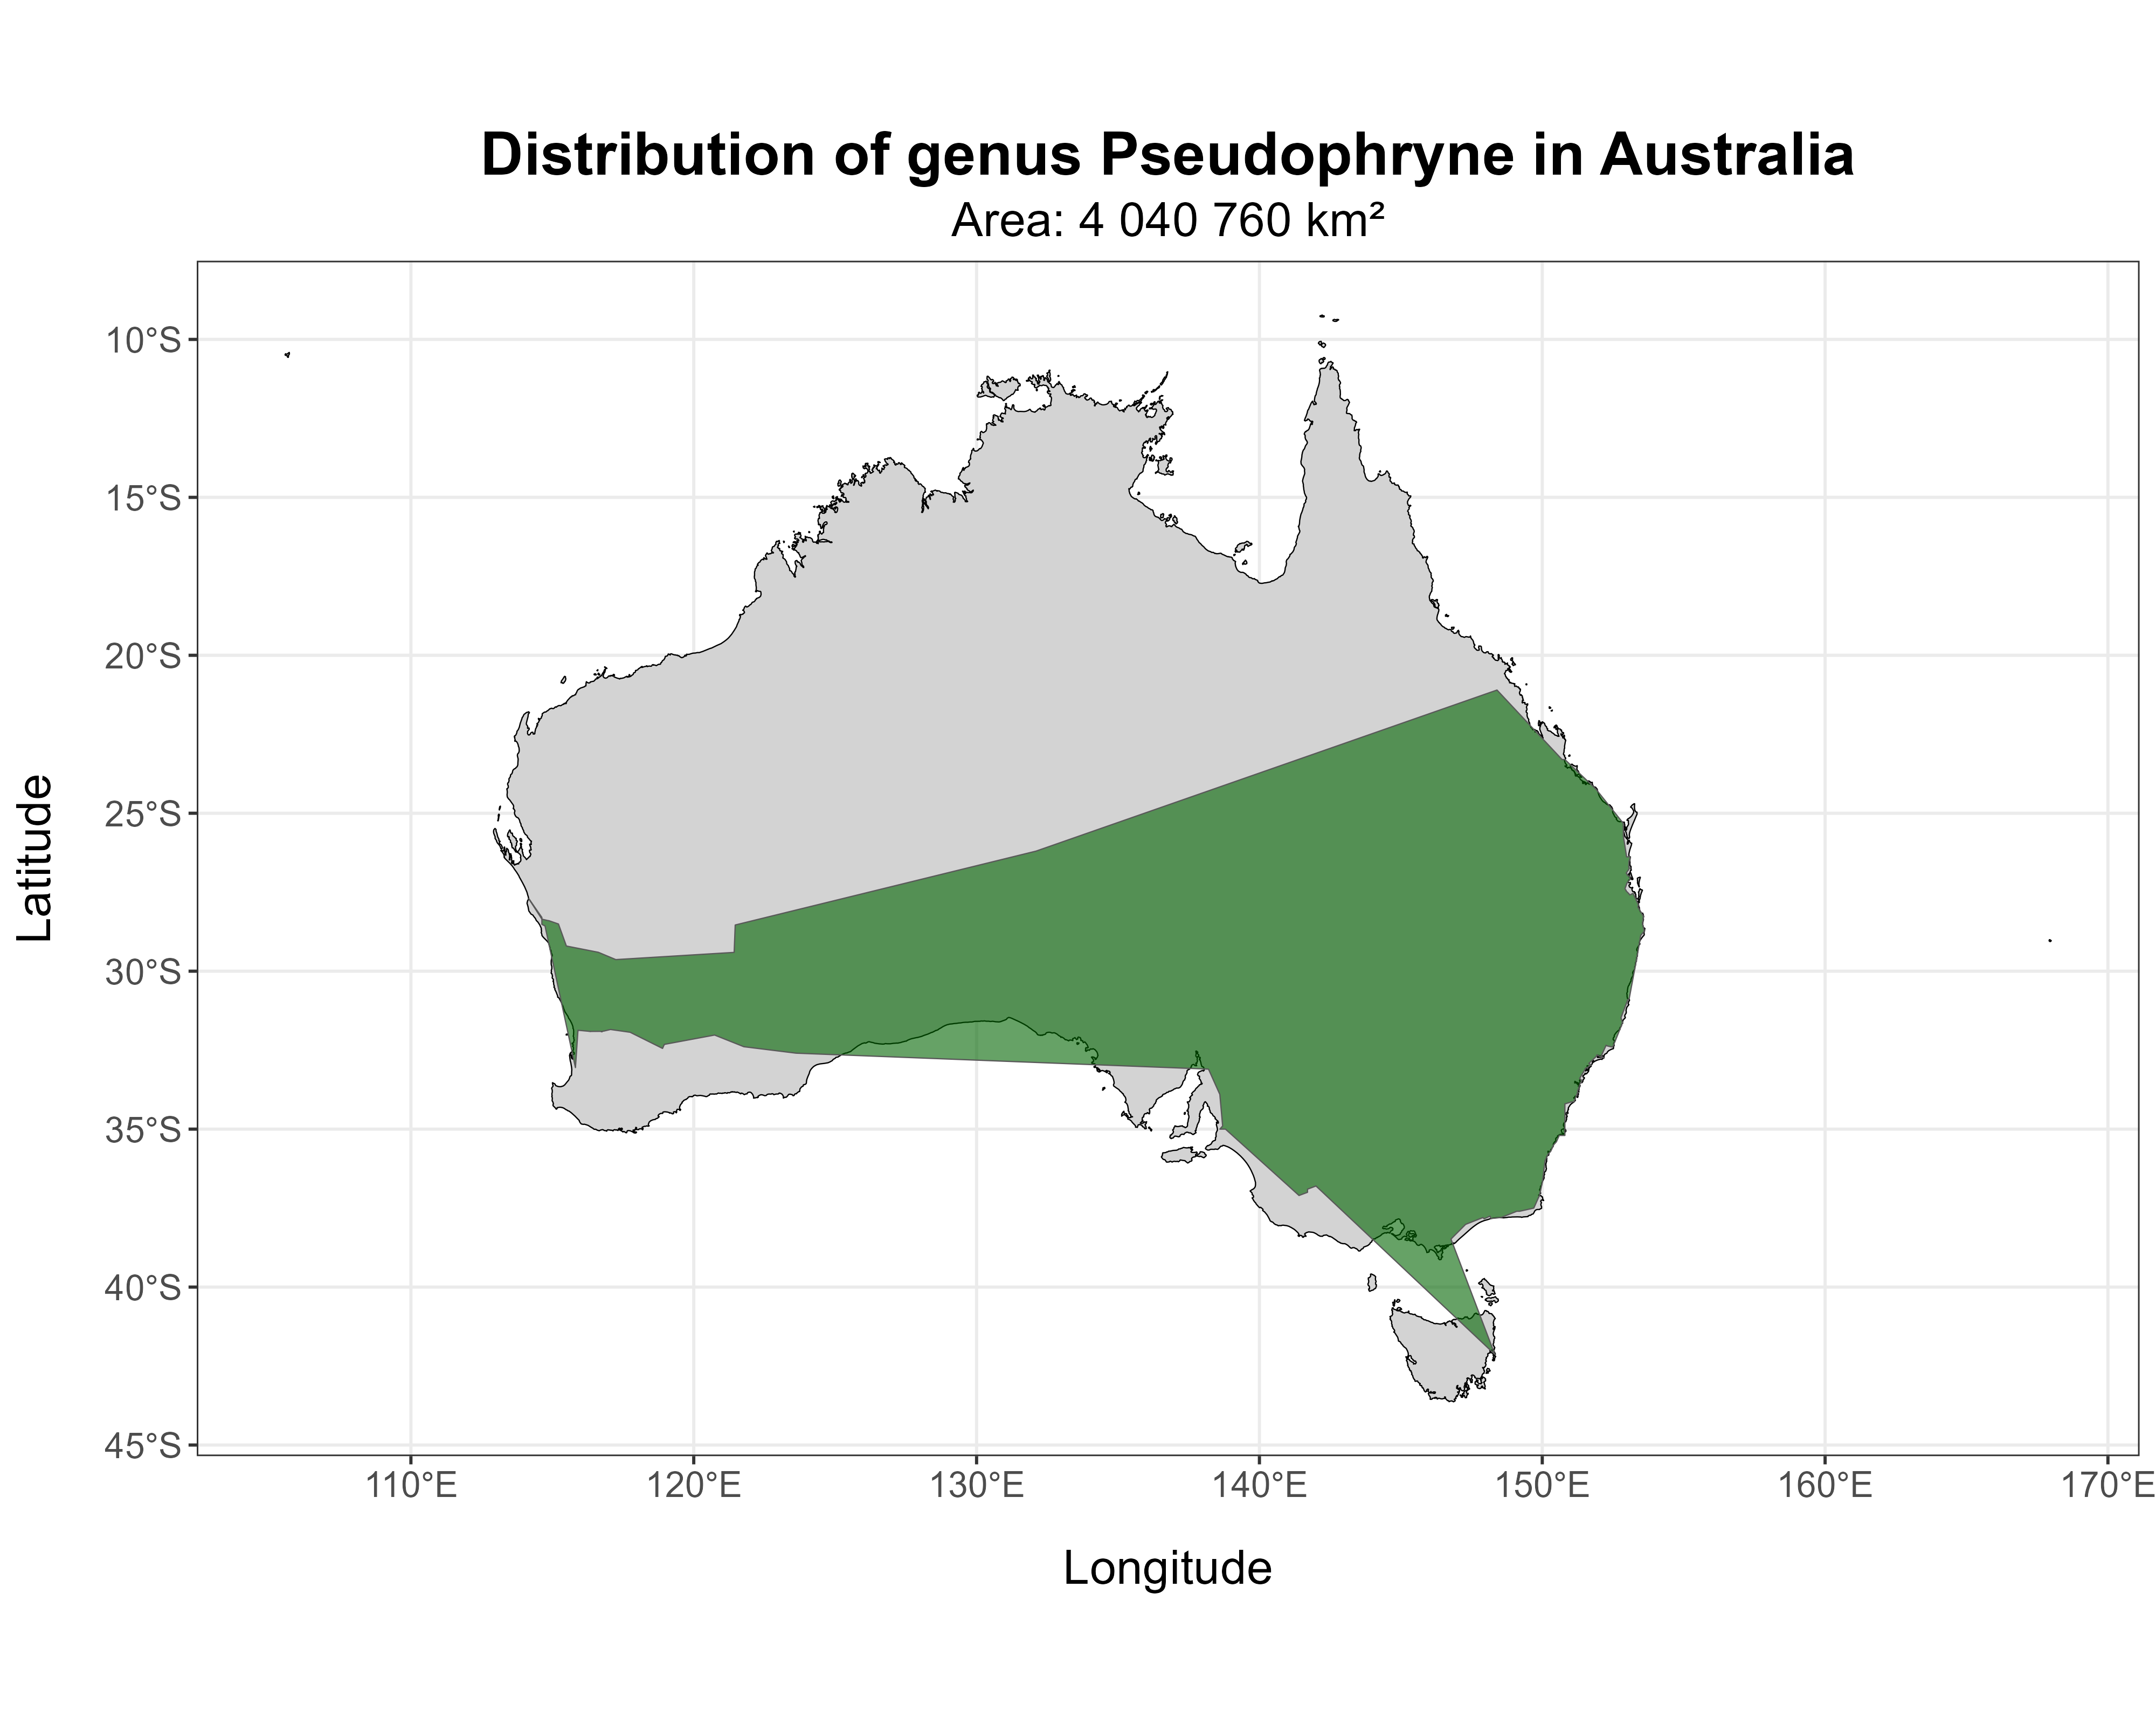 Distribution of genus Pseudophryne in Australia
Area: 4 040 760 km²
10°S
15°S
20°S
25°S
30°S
35°S
40°S
45°S
Latitude
110°E
120°E
130°E
140°E
150°E
160°E
170°E
Longitude